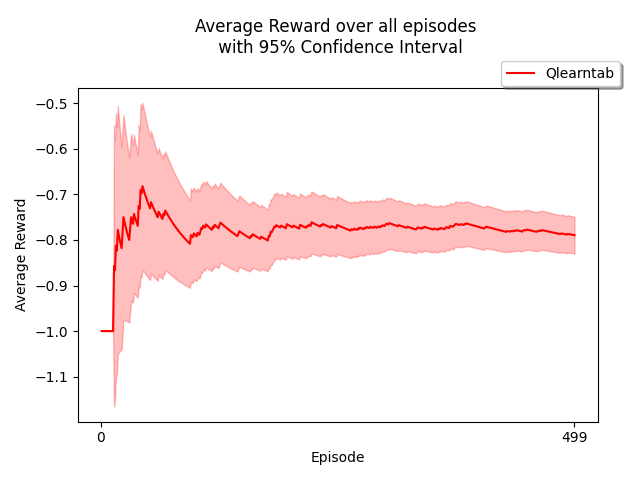 Average Reward over all episodes
with 95% Confidence Interval
Qlearntab
−0.5
−0.6
−0.7
−0.8
−0.9
−1.0
−1.1
Average Reward
0
499
Episode